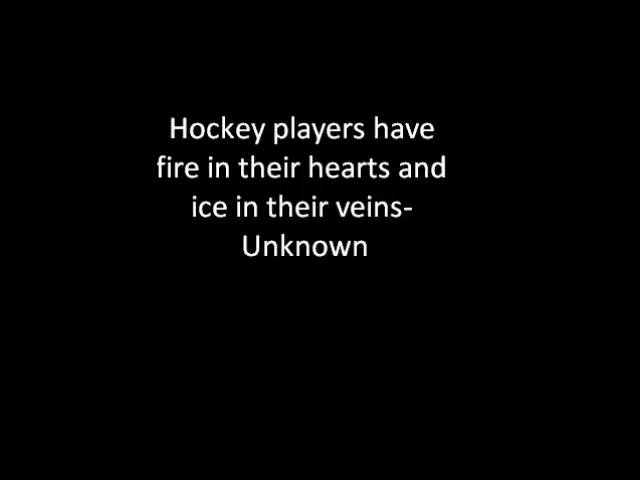 Hockey players have
fire in their hearts and
ice in their veins-
Unknown